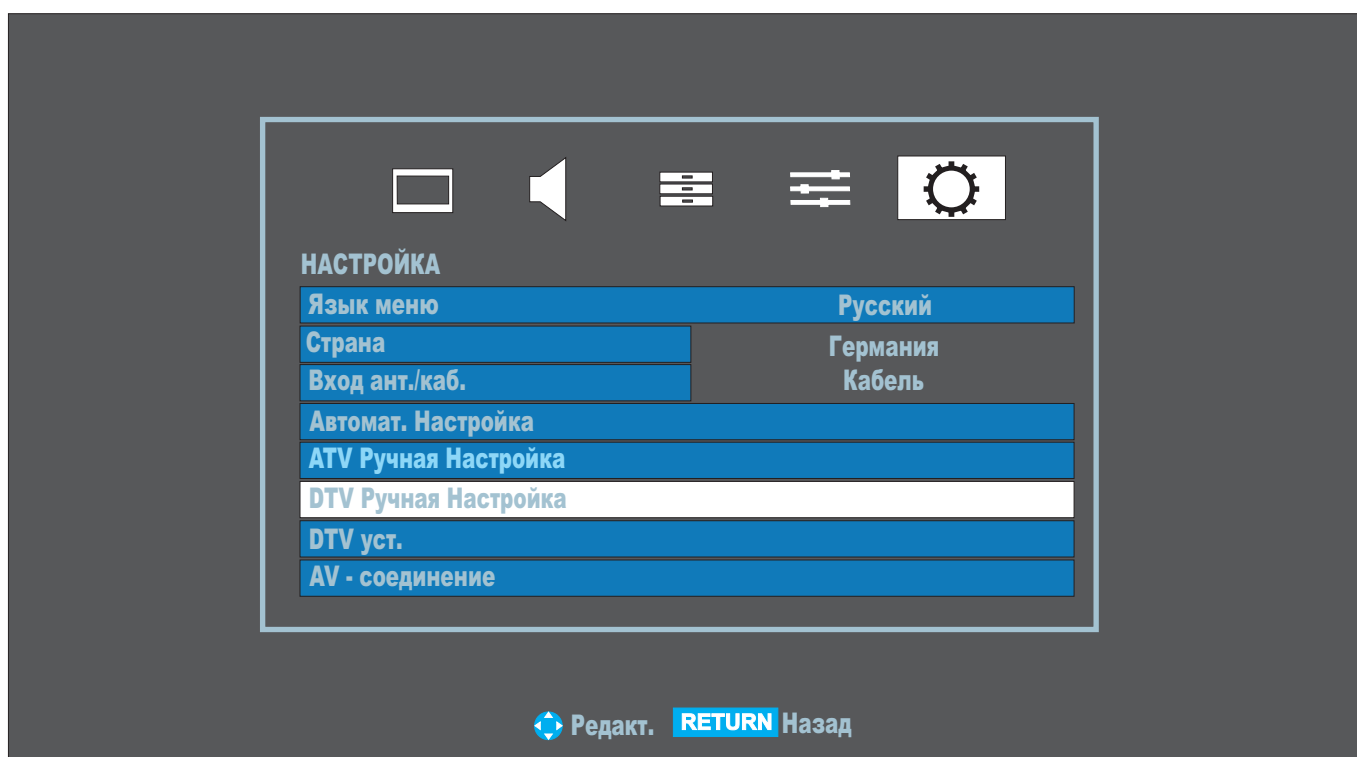 НАСТРОЙКА
Язык меню Русский
Страна Германия
Вход ант./каб. Кабель
Автомат. Настройка
ATV Ручная Настройка
DTV Ручная Настройка
DTV уст.
AV - соединение
Редакт. RETURN Назад